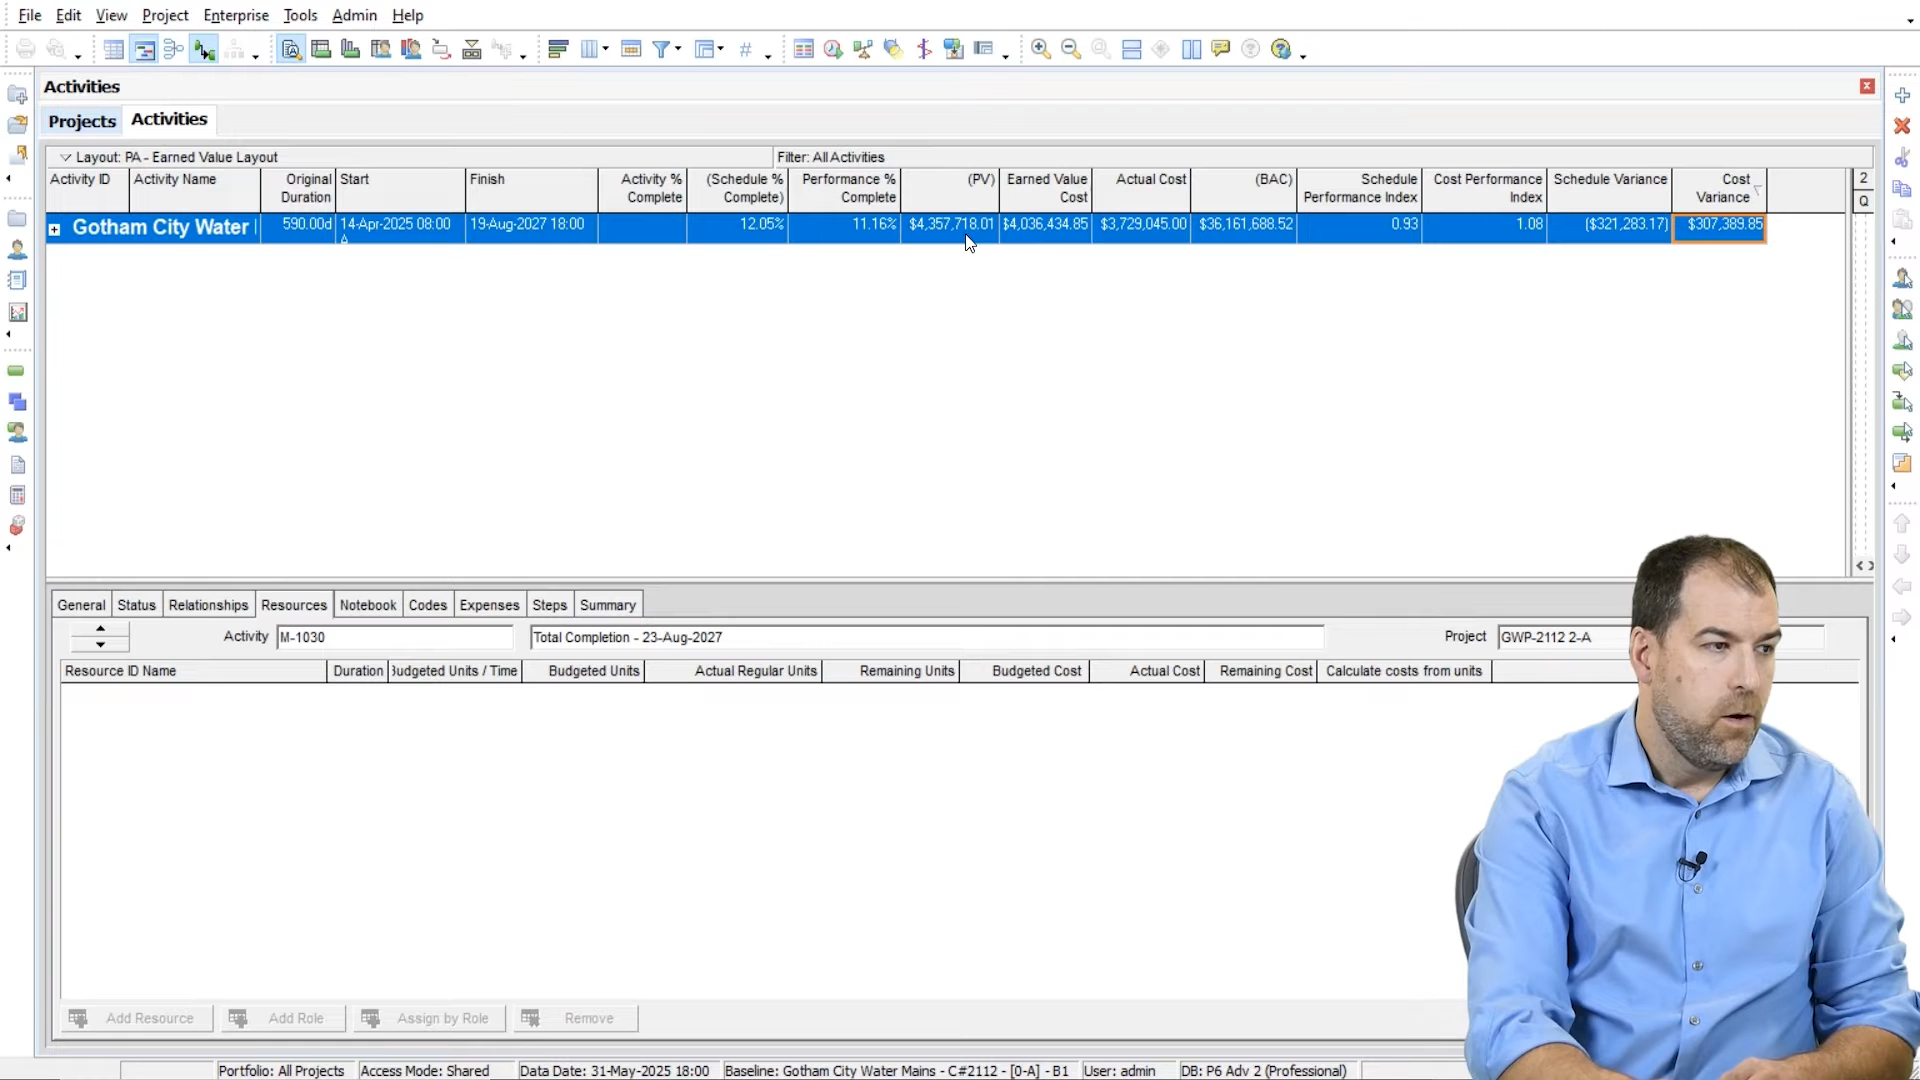 File Edit View Project Enterprise Tools Admin Help
Activities
Projects Activities
Layout: PA - Earned Value Layout Filter: All Activities
Activity ID Activity Name Original Duration Start Finish Activity % Complete (Schedule % Complete) Performance % Complete (PV) Earned Value Cost Actual Cost (BAC) Schedule Performance Index Cost Performance Index Schedule Variance Cost Variance 2
Q
Gotham City Water 590.00d 14-Apr-2025 08:00 19-Aug-2027 18:00 12.05% 11.16% $4,357,718.01 $4,036,434.85 $3,729,045.00 $36,161,688.52 0.93 1.08 ($321,283.17) $307,389.85
General Status Relationships Resources Notebook Codes Expenses Steps Summary
Activity M-1030 Total Completion - 23-Aug-2027 Project GWP-2112 2-A
Resource ID Name Duration Budgeted Units / Time Budgeted Units Actual Regular Units Remaining Units Budgeted Cost Actual Cost Remaining Cost Calculate costs from units
Add Resource Add Role Assign by Role Remove
Portfolio: All Projects Access Mode: Shared Data Date: 31-May-2025 18:00 Baseline: Gotham City Water Mains - C#2112 - [0-A] - B1 User: admin DB: P6 Adv 2 (Professional)